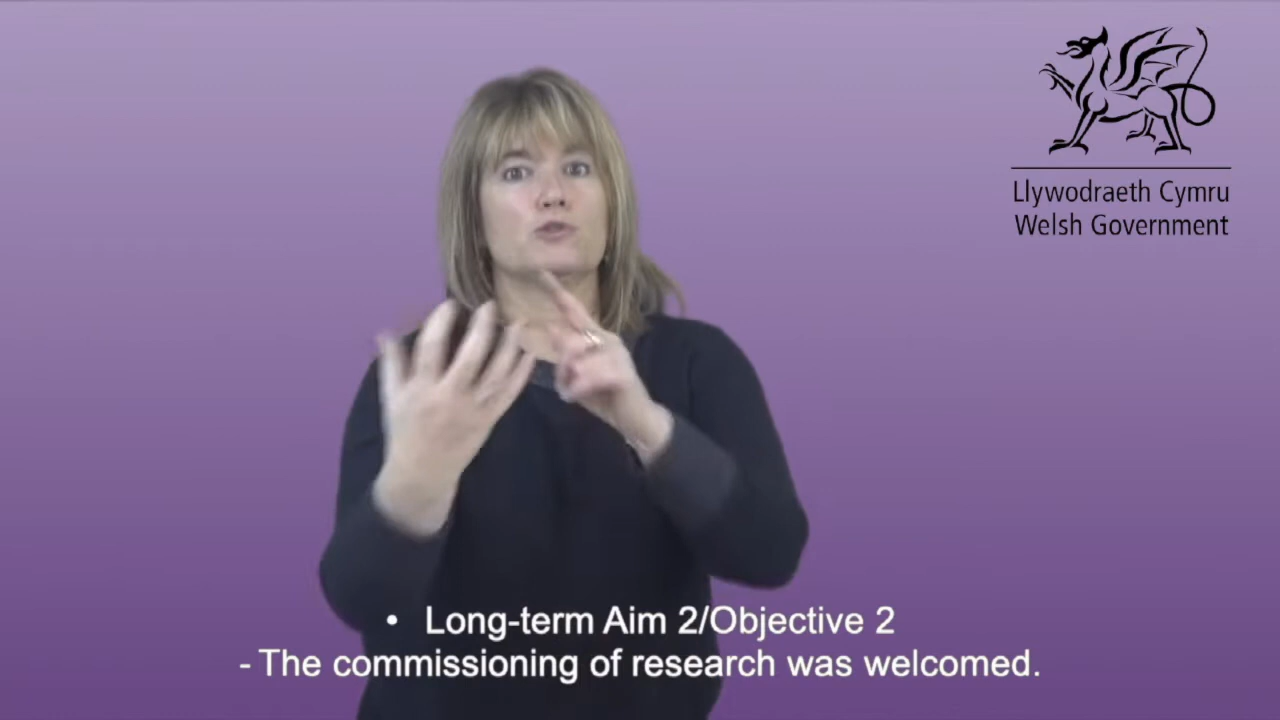 Llywodraeth Cymru
Welsh Government
• Long-term Aim 2/Objective 2
- The commissioning of research was welcomed.